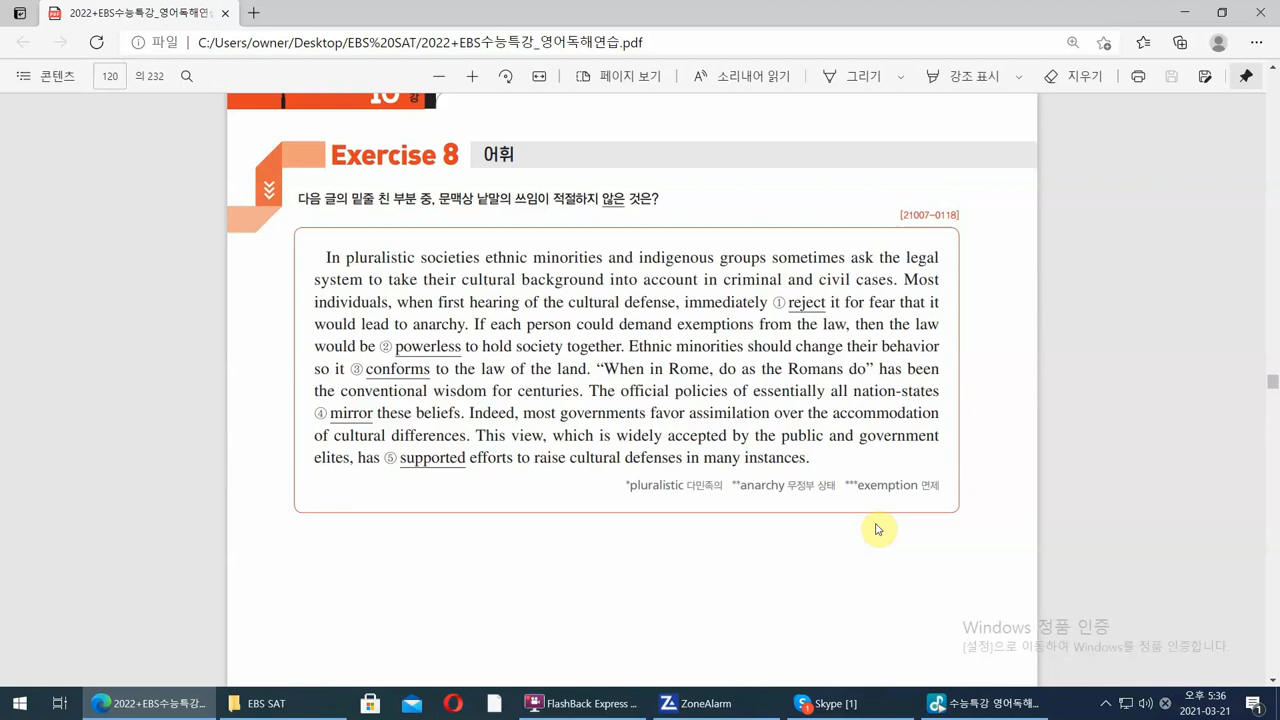 2022+EBS수능특강_영어독해연습
파일 C:/Users/owner/Desktop/EBS%20SAT/2022+EBS수능특강_영어독해연습.pdf
콘텐츠 120 의 232 페이지 보기 소리내어 읽기 그리기 강조 표시 지우기
강
Exercise 8 어휘
다음 글의 밑줄 친 부분 중, 문맥상 낱말의 쓰임이 적절하지 않은 것은?
[21007-0118]
In pluralistic societies ethnic minorities and indigenous groups sometimes ask the legal
system to take their cultural background into account in criminal and civil cases. Most
individuals, when first hearing of the cultural defense, immediately ① reject it for fear that it
would lead to anarchy. If each person could demand exemptions from the law, then the law
would be ② powerless to hold society together. Ethnic minorities should change their behavior
so it ③ conforms to the law of the land. “When in Rome, do as the Romans do” has been
the conventional wisdom for centuries. The official policies of essentially all nation-states
④ mirror these beliefs. Indeed, most governments favor assimilation over the accommodation
of cultural differences. This view, which is widely accepted by the public and government
elites, has ⑤ supported efforts to raise cultural defenses in many instances.
*pluralistic 다민족의 **anarchy 무정부 상태 ***exemption 면제
Windows 정품 인증
[설정]으로 이동하여 Windows를 정품 인증합니다.
2022+EBS수능특강_... EBS SAT FlashBack Express ... ZoneAlarm Skype [1] 수능특강 영어독해... 오후 5:36
2021-03-21